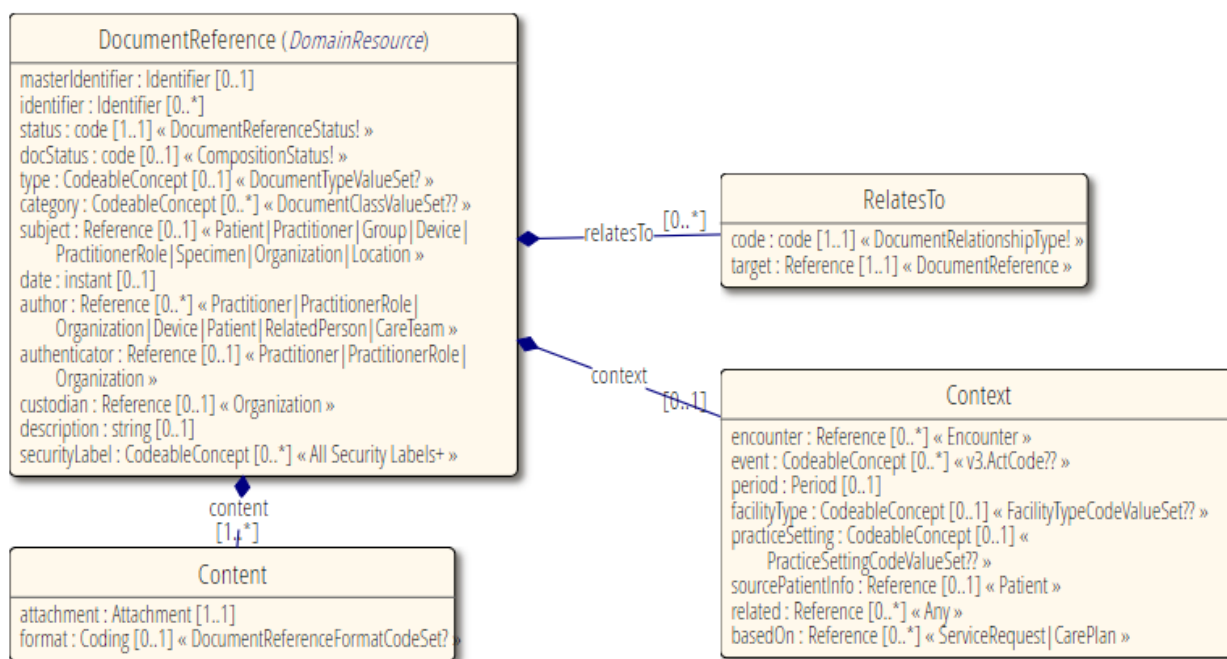 DocumentReference (DomainResource)
masterIdentifier : Identifier [0..1]
identifier : Identifier [0..*]
status : code [1..1] « DocumentReferenceStatus! »
docStatus : code [0..1] « CompositionStatus! »
type : CodeableConcept [0..1] « DocumentTypeValueSet? »
category : CodeableConcept [0..*] « DocumentClassValueSet?? »
subject : Reference [0..1] « Patient|Practitioner|Group|Device|
PractitionerRole|Specimen|Organization|Location »
date : instant [0..1]
author : Reference [0..*] « Practitioner|PractitionerRole|
Organization|Device|Patient|RelatedPerson|CareTeam »
authenticator : Reference [0..1] « Practitioner|PractitionerRole|
Organization »
custodian : Reference [0..1] « Organization »
description : string [0..1]
securityLabel : CodeableConcept [0..*] « All Security Labels+ »
relatesTo
[0..*]
RelatesTo
code : code [1..1] « DocumentRelationshipType! »
target : Reference [1..1] « DocumentReference »
context
[0..1]
Context
encounter : Reference [0..*] « Encounter »
event : CodeableConcept [0..*] « v3.ActCode?? »
period : Period [0..1]
facilityType : CodeableConcept [0..1] « FacilityTypeCodeValueSet?? »
practiceSetting : CodeableConcept [0..1] «
PracticeSettingCodeValueSet?? »
sourcePatientInfo : Reference [0..1] « Patient »
related : Reference [0..*] « Any »
basedOn : Reference [0..*] « ServiceRequest|CarePlan »
content
[1..*]
Content
attachment : Attachment [1..1]
format : Coding [0..1] « DocumentReferenceFormatCodeSet? »